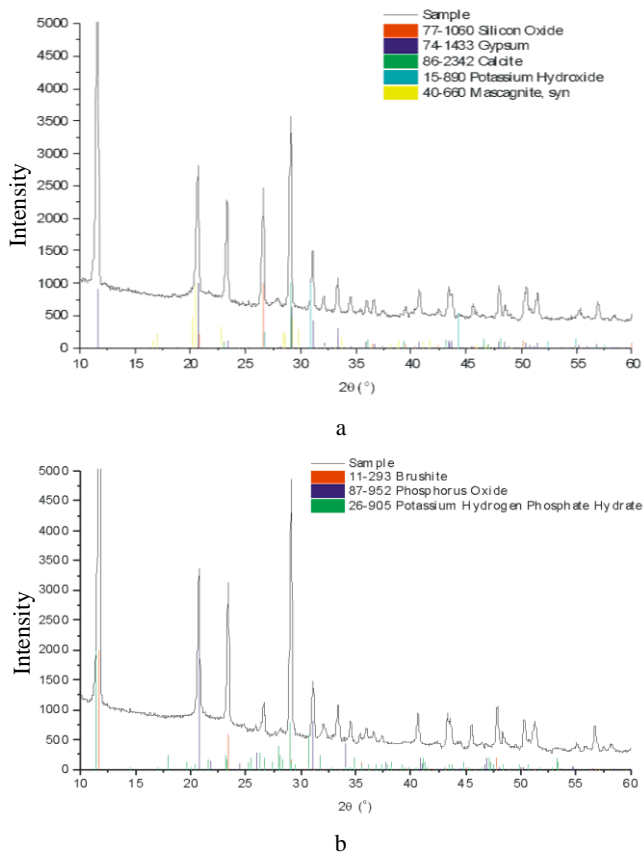 Sample
77-1060 Silicon Oxide
74-1433 Gypsum
86-2342 Calcite
15-890 Potassium Hydroxide
40-660 Mascagnite, syn
Intensity
5000
4500
4000
3500
3000
2500
2000
1500
1000
500
0
10 15 20 25 30 35 40 45 50 55 60
2θ (°)
a
Sample
11-293 Brushite
87-952 Phosphorus Oxide
26-905 Potassium Hydrogen Phosphate Hydrate
Intensity
5000
4500
4000
3500
3000
2500
2000
1500
1000
500
0
10 15 20 25 30 35 40 45 50 55 60
2θ (°)
b